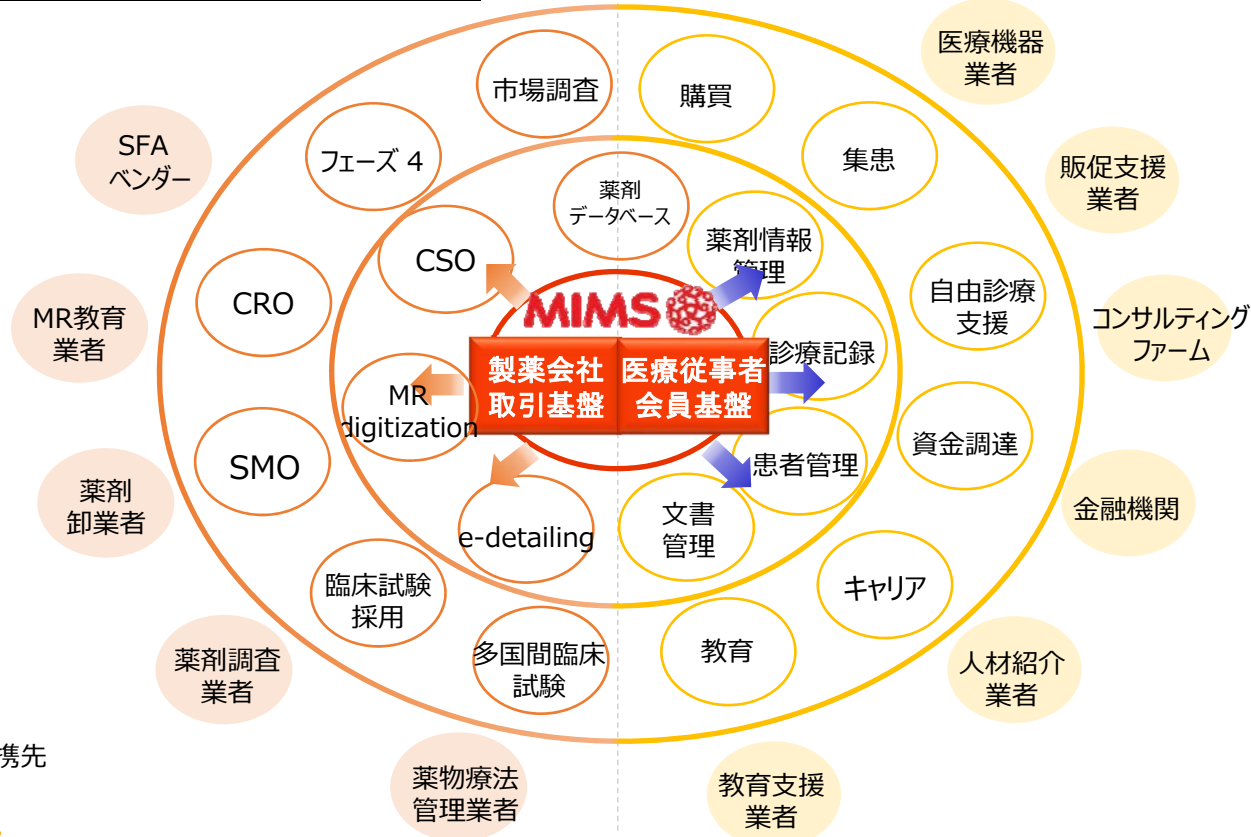 市場調査
購買
医療機器
業者
SFA
ベンダー
フェーズ 4
集患
販促支援
業者
薬剤
データベース
薬剤情報
管理
CSO
CRO
MIMS
自由診療
支援
MR教育
業者
コンサルティング
ファーム
製薬会社
取引基盤
医療従事者
会員基盤
診療記録
MR
digitization
SMO
資金調達
患者管理
薬剤
卸業者
文書
管理
金融機関
e-detailing
臨床試験
採用
キャリア
薬剤調査
業者
多国間臨床
試験
教育
人材紹介
業者
携先
薬物療法
管理業者
教育支援
業者